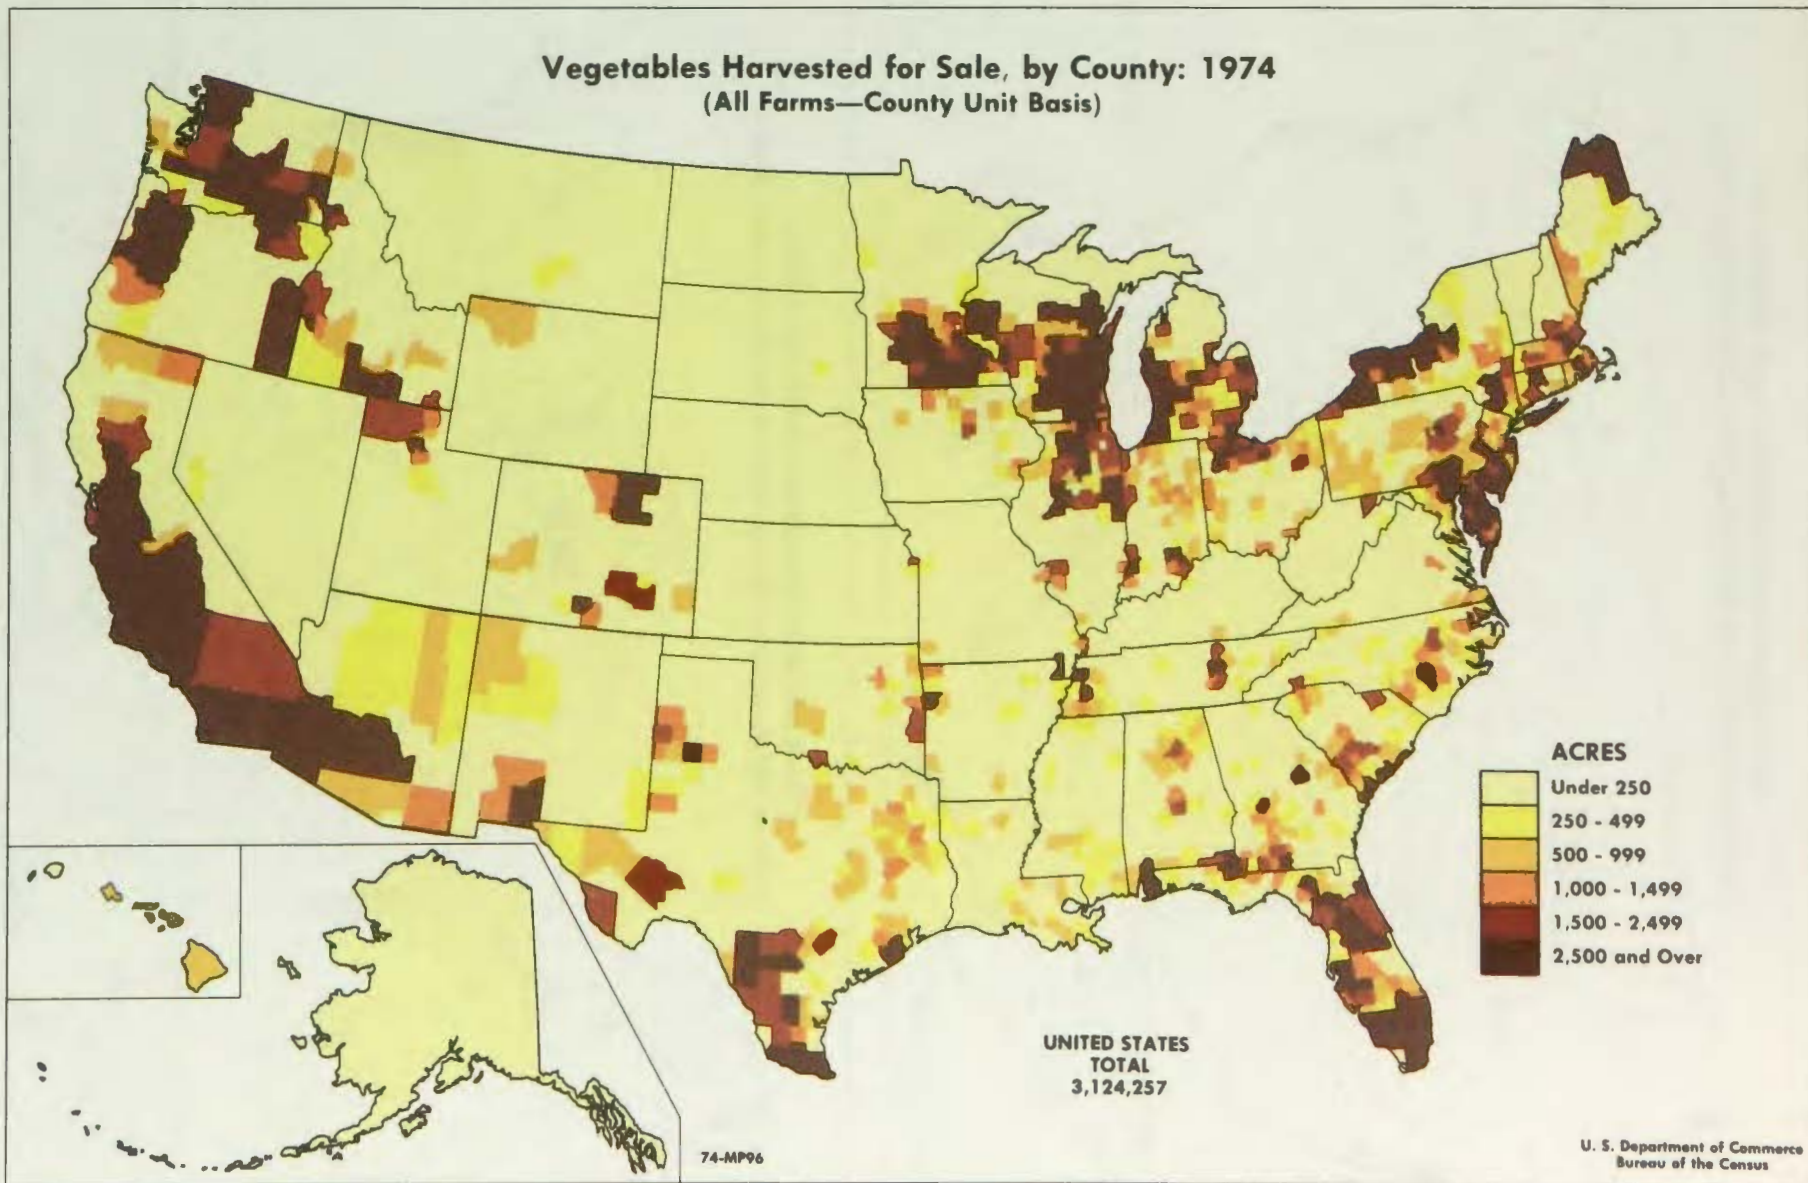 Vegetables Harvested for Sale, by County: 1974
(All Farms—County Unit Basis)
ACRES
Under 250
250 - 499
500 - 999
1,000 - 1,499
1,500 - 2,499
2,500 and Over
UNITED STATES
TOTAL
3,124,257
74-MP96
U. S. Department of Commerce
Bureau of the Census